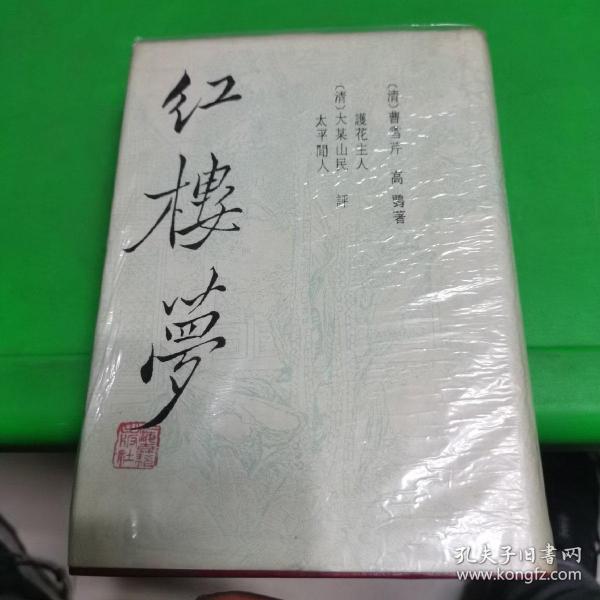 〔清〕曹雪芹 高鶚著
護花主人
〔清〕大某山民 評
太平閒人
红樓夢
孔夫子旧书网
www.kongfz.com